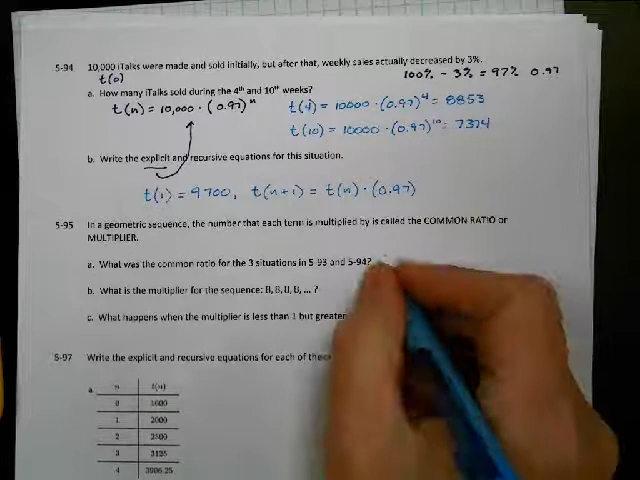 5-94 10,000 iTalks were made and sold initially, but after that, weekly sales actually decreased by 3%.
t(0) 100% - 3% = 97% 0.97
a. How many iTalks sold during the 4th and 10th weeks?
t(n) = 10,000 · (0.97)^n t(4) = 10000 · (0.97)^4 = 8853
t(10) = 10000 · (0.97)^10 = 7374
b. Write the explicit and recursive equations for this situation.
t(1) = 9700, t(n+1) = t(n) · (0.97)
5-95 In a geometric sequence, the number that each term is multiplied by is called the COMMON RATIO or
MULTIPLIER.
a. What was the common ratio for the 3 situations in 5-93 and 5-94?
b. What is the multiplier for the sequence: 8, 8, 8, 8, ... ?
c. What happens when the multiplier is less than 1 but greater
5-97 Write the explicit and recursive equations for each of these
a. n t(n)
0 1600
1 2000
2 2500
3 3125
4 3906.25